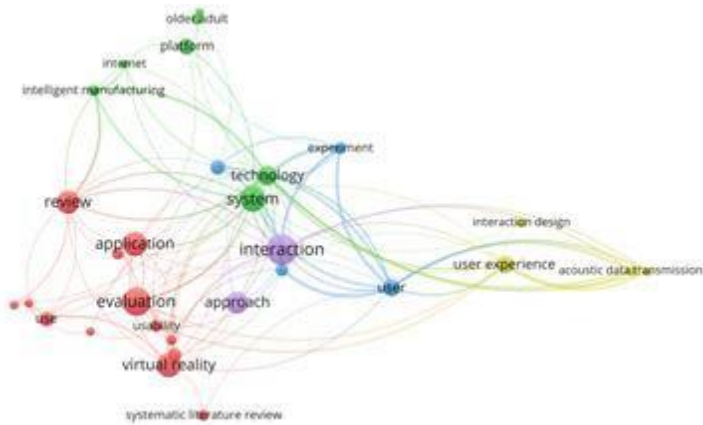 older adult
platform
internet
intelligent manufacturing
experiment
technology
system
review
interaction design
application
interaction
user experience
acoustic data transmission
user
evaluation
approach
use
usability
virtual reality
systematic literature review